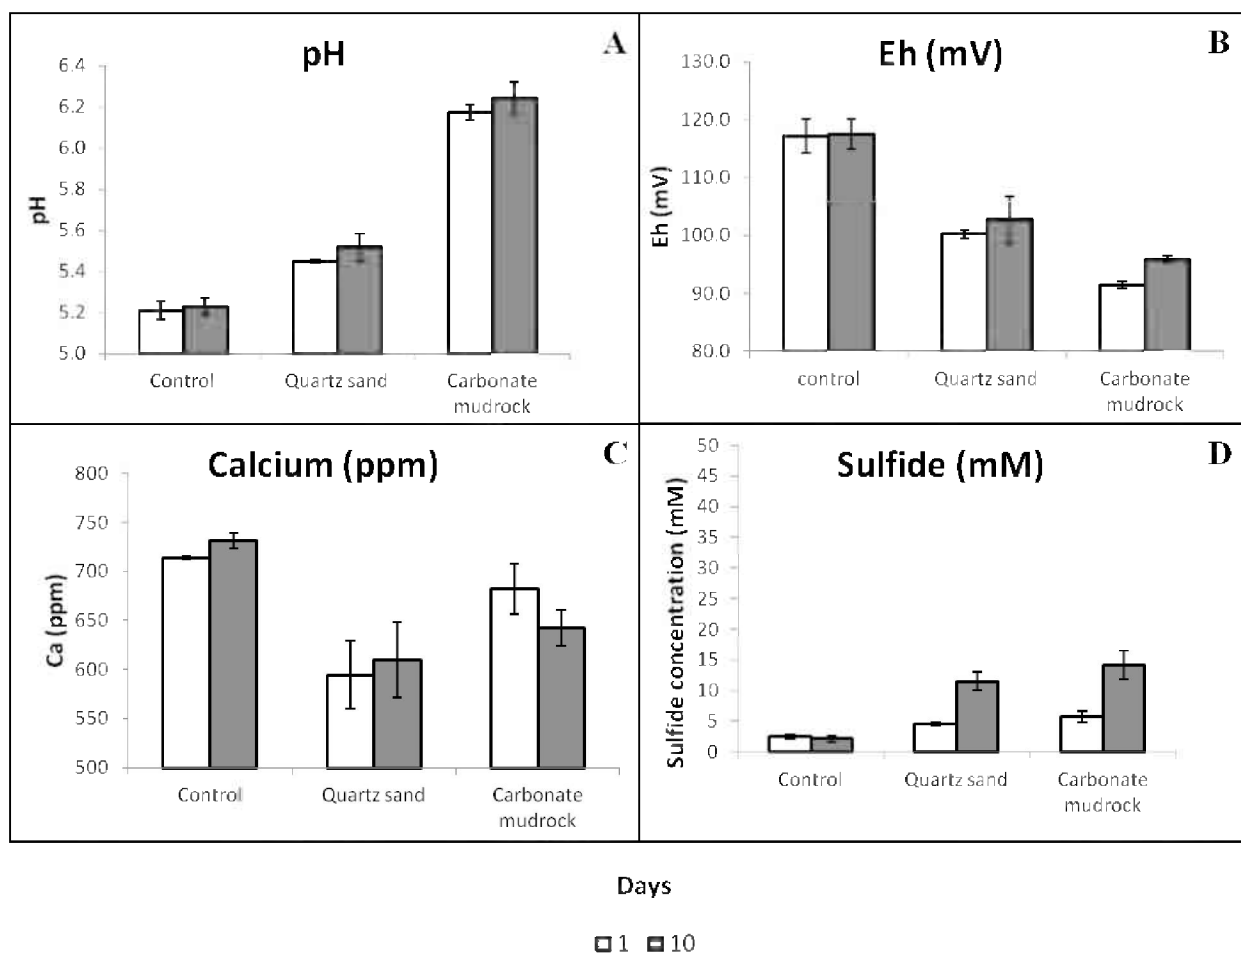 pH
A
6.4
6.2
6.0
5.8
5.6
5.4
5.2
5.0
pH
Control
Quartz sand
Carbonate
mudrock
Eh (mV)
B
130.0
120.0
110.0
100.0
90.0
80.0
Eh (mV)
control
Quartz sand
Carbonate
mudrock
Calcium (ppm)
C
800
750
700
650
600
550
500
Ca (ppm)
Control
Quartz sand
Carbonate
mudrock
Sulfide (mM)
D
50
45
40
35
30
25
20
15
10
5
0
Sulfide concentration (mM)
Control
Quartz sand
Carbonate
mudrock
Days
1 10